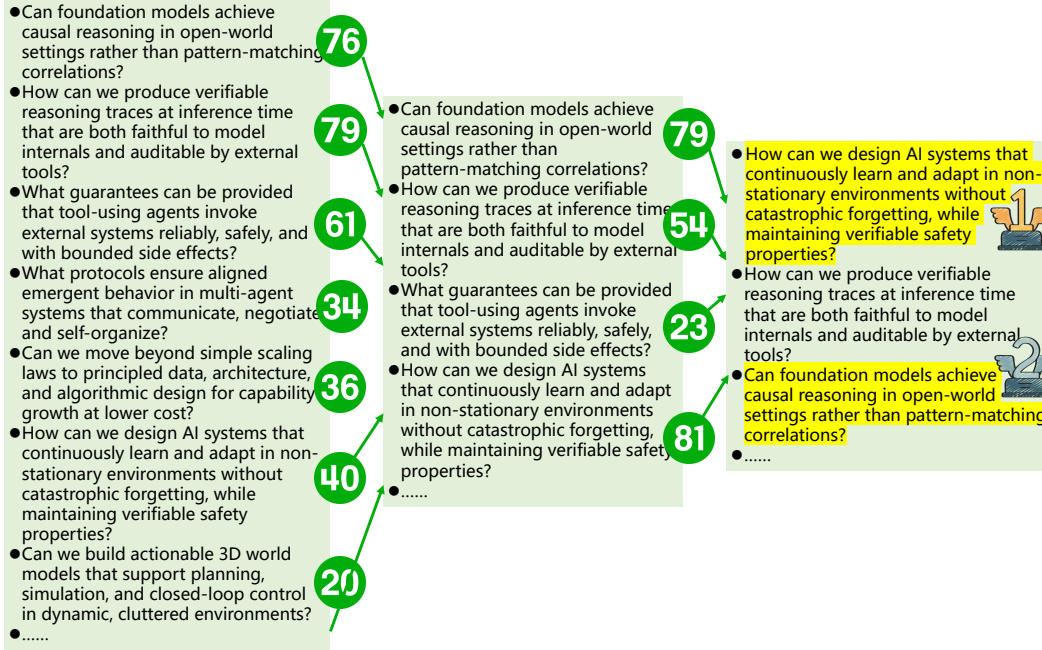 ●Can foundation models achieve
causal reasoning in open-world
settings rather than pattern-matching
correlations?
●How can we produce verifiable
reasoning traces at inference time
that are both faithful to model
internals and auditable by external
tools?
●What guarantees can be provided
that tool-using agents invoke
external systems reliably, safely, and
with bounded side effects?
●What protocols ensure aligned
emergent behavior in multi-agent
systems that communicate, negotiate
and self-organize?
●Can we move beyond simple scaling
laws to principled data, architecture,
and algorithmic design for capability
growth at lower cost?
●How can we design AI systems that
continuously learn and adapt in non-
stationary environments without
catastrophic forgetting, while
maintaining verifiable safety
properties?
●Can we build actionable 3D world
models that support planning,
simulation, and closed-loop control
in dynamic, cluttered environments?
●......
76
79
61
34
36
40
20
●Can foundation models achieve
causal reasoning in open-world
settings rather than
pattern-matching correlations?
●How can we produce verifiable
reasoning traces at inference time
that are both faithful to model
internals and auditable by external
tools?
●What guarantees can be provided
that tool-using agents invoke
external systems reliably, safely,
and with bounded side effects?
●How can we design AI systems
that continuously learn and adapt
in non-stationary environments
without catastrophic forgetting,
while maintaining verifiable safety
properties?
●......
79
54
23
81
●How can we design AI systems that
continuously learn and adapt in non-
stationary environments without
catastrophic forgetting, while
maintaining verifiable safety
properties?
1
●How can we produce verifiable
reasoning traces at inference time
that are both faithful to model
internals and auditable by external
tools?
2
●Can foundation models achieve
causal reasoning in open-world
settings rather than pattern-matching
correlations?
●......